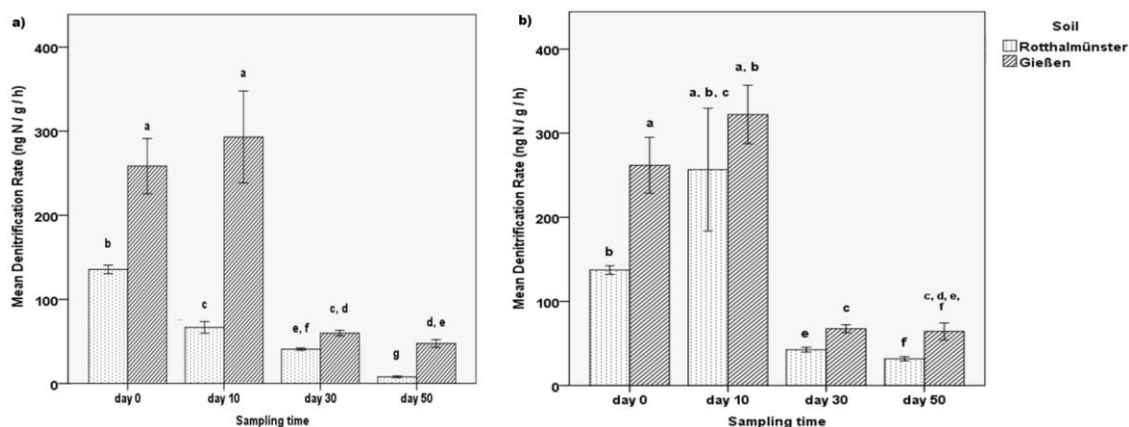 a)
Mean Denitrification Rate (ng N / g / h)
400
300
200
100
0
b
a
c
a
e, f
c, d
g
d, e
day 0
day 10
day 30
day 50
Sampling time
b)
Mean Denitrification Rate (ng N / g / h)
400
300
200
100
0
b
a
a, b, c
a, b
e
c
f
c, d, e,
f
day 0
day 10
day 30
day 50
Sampling time
Soil
Rotthalmünster
Gießen